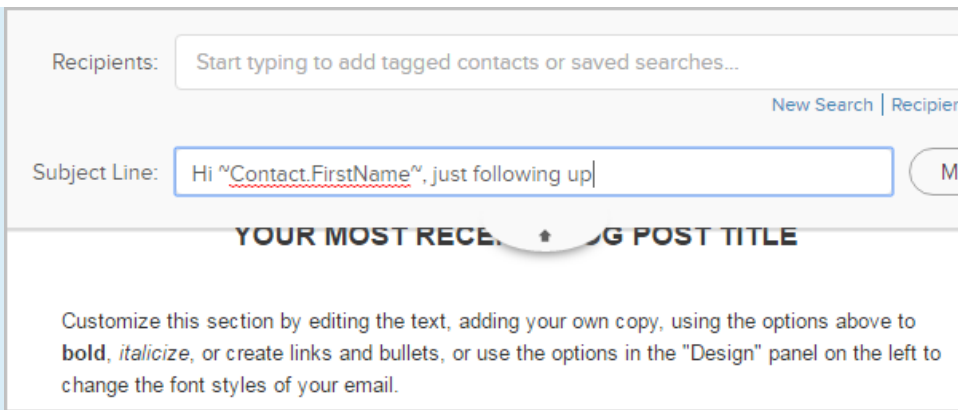 Recipients: Start typing to add tagged contacts or saved searches...
New Search | Recipien
Subject Line: Hi ~Contact.FirstName~, just following up M
YOUR MOST RECE OG POST TITLE
Customize this section by editing the text, adding your own copy, using the options above to
bold, italicize, or create links and bullets, or use the options in the "Design" panel on the left to
change the font styles of your email.